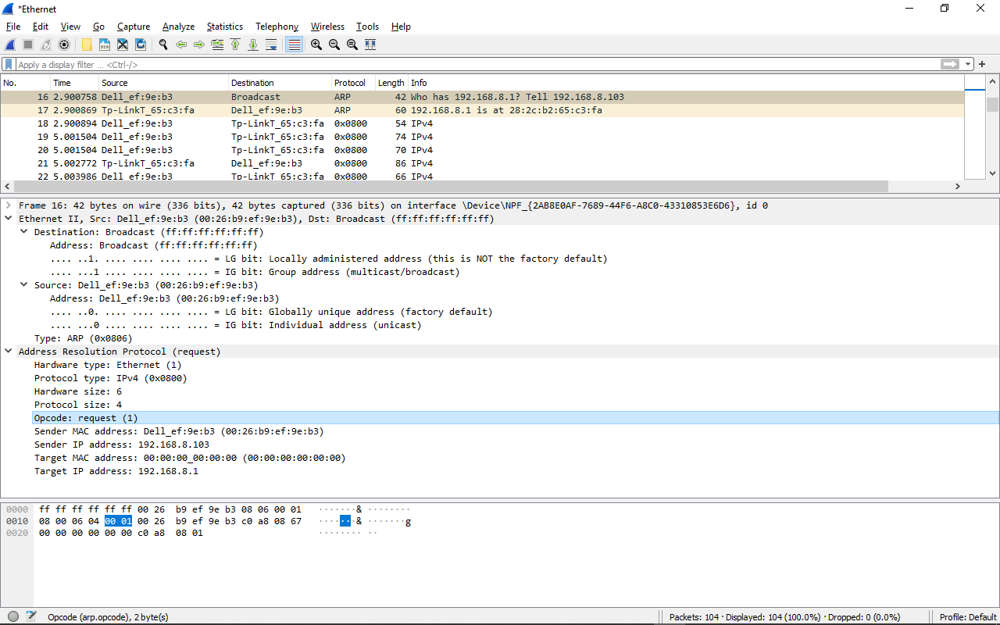 *Ethernet
File Edit View Go Capture Analyze Statistics Telephony Wireless Tools Help
Apply a display filter ... <Ctrl-/>
No. Time Source Destination Protocol Length Info
16 2.900758 Dell_ef:9e:b3 Broadcast ARP 42 Who has 192.168.8.1? Tell 192.168.8.103
17 2.900869 Tp-LinkT_65:c3:fa Dell_ef:9e:b3 ARP 60 192.168.8.1 is at 28:2c:b2:65:c3:fa
18 2.900894 Dell_ef:9e:b3 Tp-LinkT_65:c3:fa 0x0800 54 IPv4
19 5.001504 Dell_ef:9e:b3 Tp-LinkT_65:c3:fa 0x0800 74 IPv4
20 5.001504 Dell_ef:9e:b3 Tp-LinkT_65:c3:fa 0x0800 70 IPv4
21 5.002772 Tp-LinkT_65:c3:fa Dell_ef:9e:b3 0x0800 86 IPv4
22 5.003986 Dell_ef:9e:b3 Tp-LinkT_65:c3:fa 0x0800 66 IPv4
Frame 16: 42 bytes on wire (336 bits), 42 bytes captured (336 bits) on interface \Device\NPF_{2AB8E0AF-7689-44F6-A8C0-43310853E6D6}, id 0
Ethernet II, Src: Dell_ef:9e:b3 (00:26:b9:ef:9e:b3), Dst: Broadcast (ff:ff:ff:ff:ff:ff)
Destination: Broadcast (ff:ff:ff:ff:ff:ff)
Address: Broadcast (ff:ff:ff:ff:ff:ff)
.... ..1. .... .... .... .... = LG bit: Locally administered address (this is NOT the factory default)
.... ...1 .... .... .... .... = IG bit: Group address (multicast/broadcast)
Source: Dell_ef:9e:b3 (00:26:b9:ef:9e:b3)
Address: Dell_ef:9e:b3 (00:26:b9:ef:9e:b3)
.... ..0. .... .... .... .... = LG bit: Globally unique address (factory default)
.... ...0 .... .... .... .... = IG bit: Individual address (unicast)
Type: ARP (0x0806)
Address Resolution Protocol (request)
Hardware type: Ethernet (1)
Protocol type: IPv4 (0x0800)
Hardware size: 6
Protocol size: 4
Opcode: request (1)
Sender MAC address: Dell_ef:9e:b3 (00:26:b9:ef:9e:b3)
Sender IP address: 192.168.8.103
Target MAC address: 00:00:00_00:00:00 (00:00:00:00:00:00)
Target IP address: 192.168.8.1
0000 ff ff ff ff ff ff 00 26 b9 ef 9e b3 08 06 00 01 ·······& ········
0010 08 00 06 04 00 01 00 26 b9 ef 9e b3 c0 a8 08 67 ·······& ·······g
0020 00 00 00 00 00 00 c0 a8 08 01 ········ ··
Opcode (arp.opcode), 2 byte(s) Packets: 104 · Displayed: 104 (100.0%) · Dropped: 0 (0.0%) Profile: Default